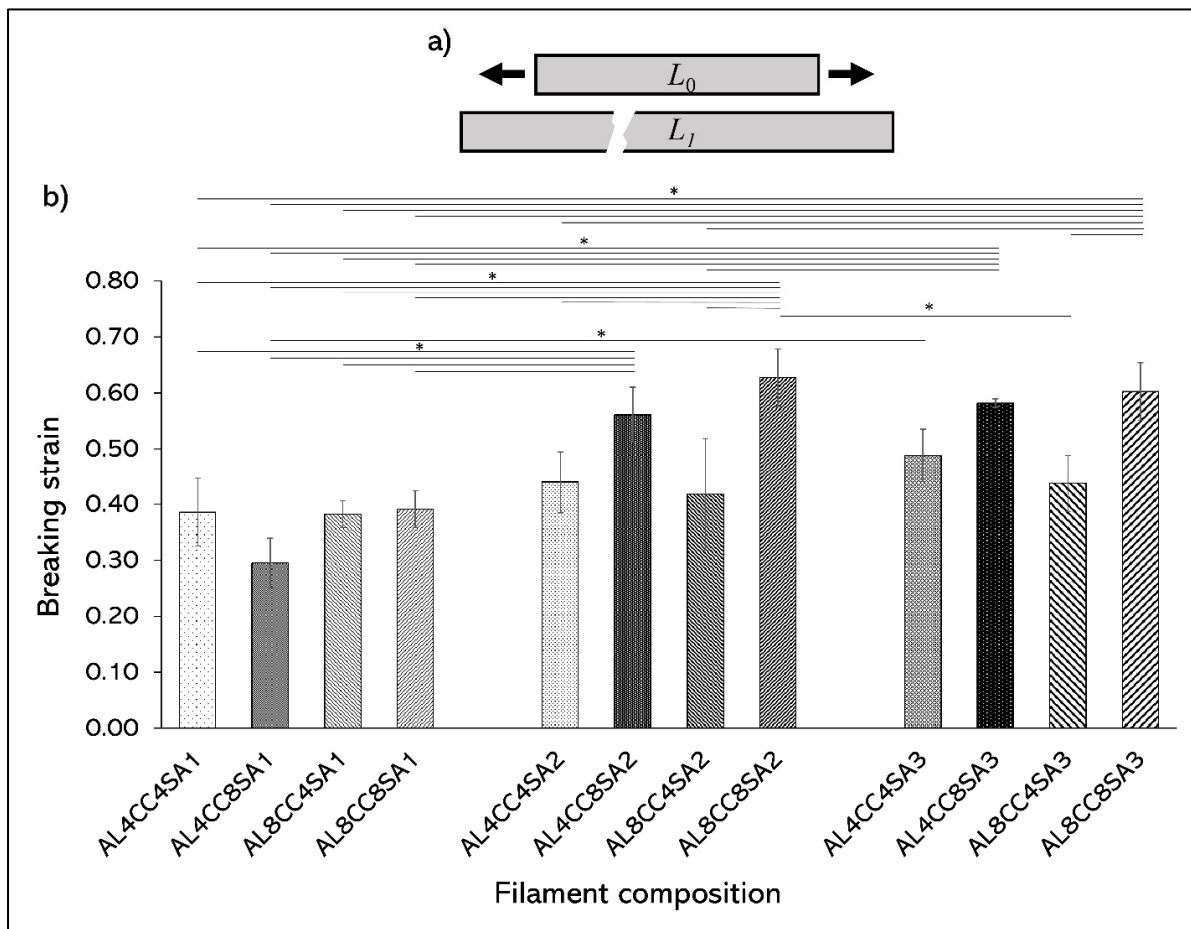 a)
L0
L1
b)
*
*
*
*
*
*
0.80
0.70
0.60
0.50
0.40
0.30
0.20
0.10
0.00
Breaking strain
AL4CC4SA1
AL4CC8SA1
AL8CC4SA1
AL8CC8SA1
AL4CC4SA2
AL4CC8SA2
AL8CC4SA2
AL8CC8SA2
AL4CC4SA3
AL4CC8SA3
AL8CC4SA3
AL8CC8SA3
Filament composition